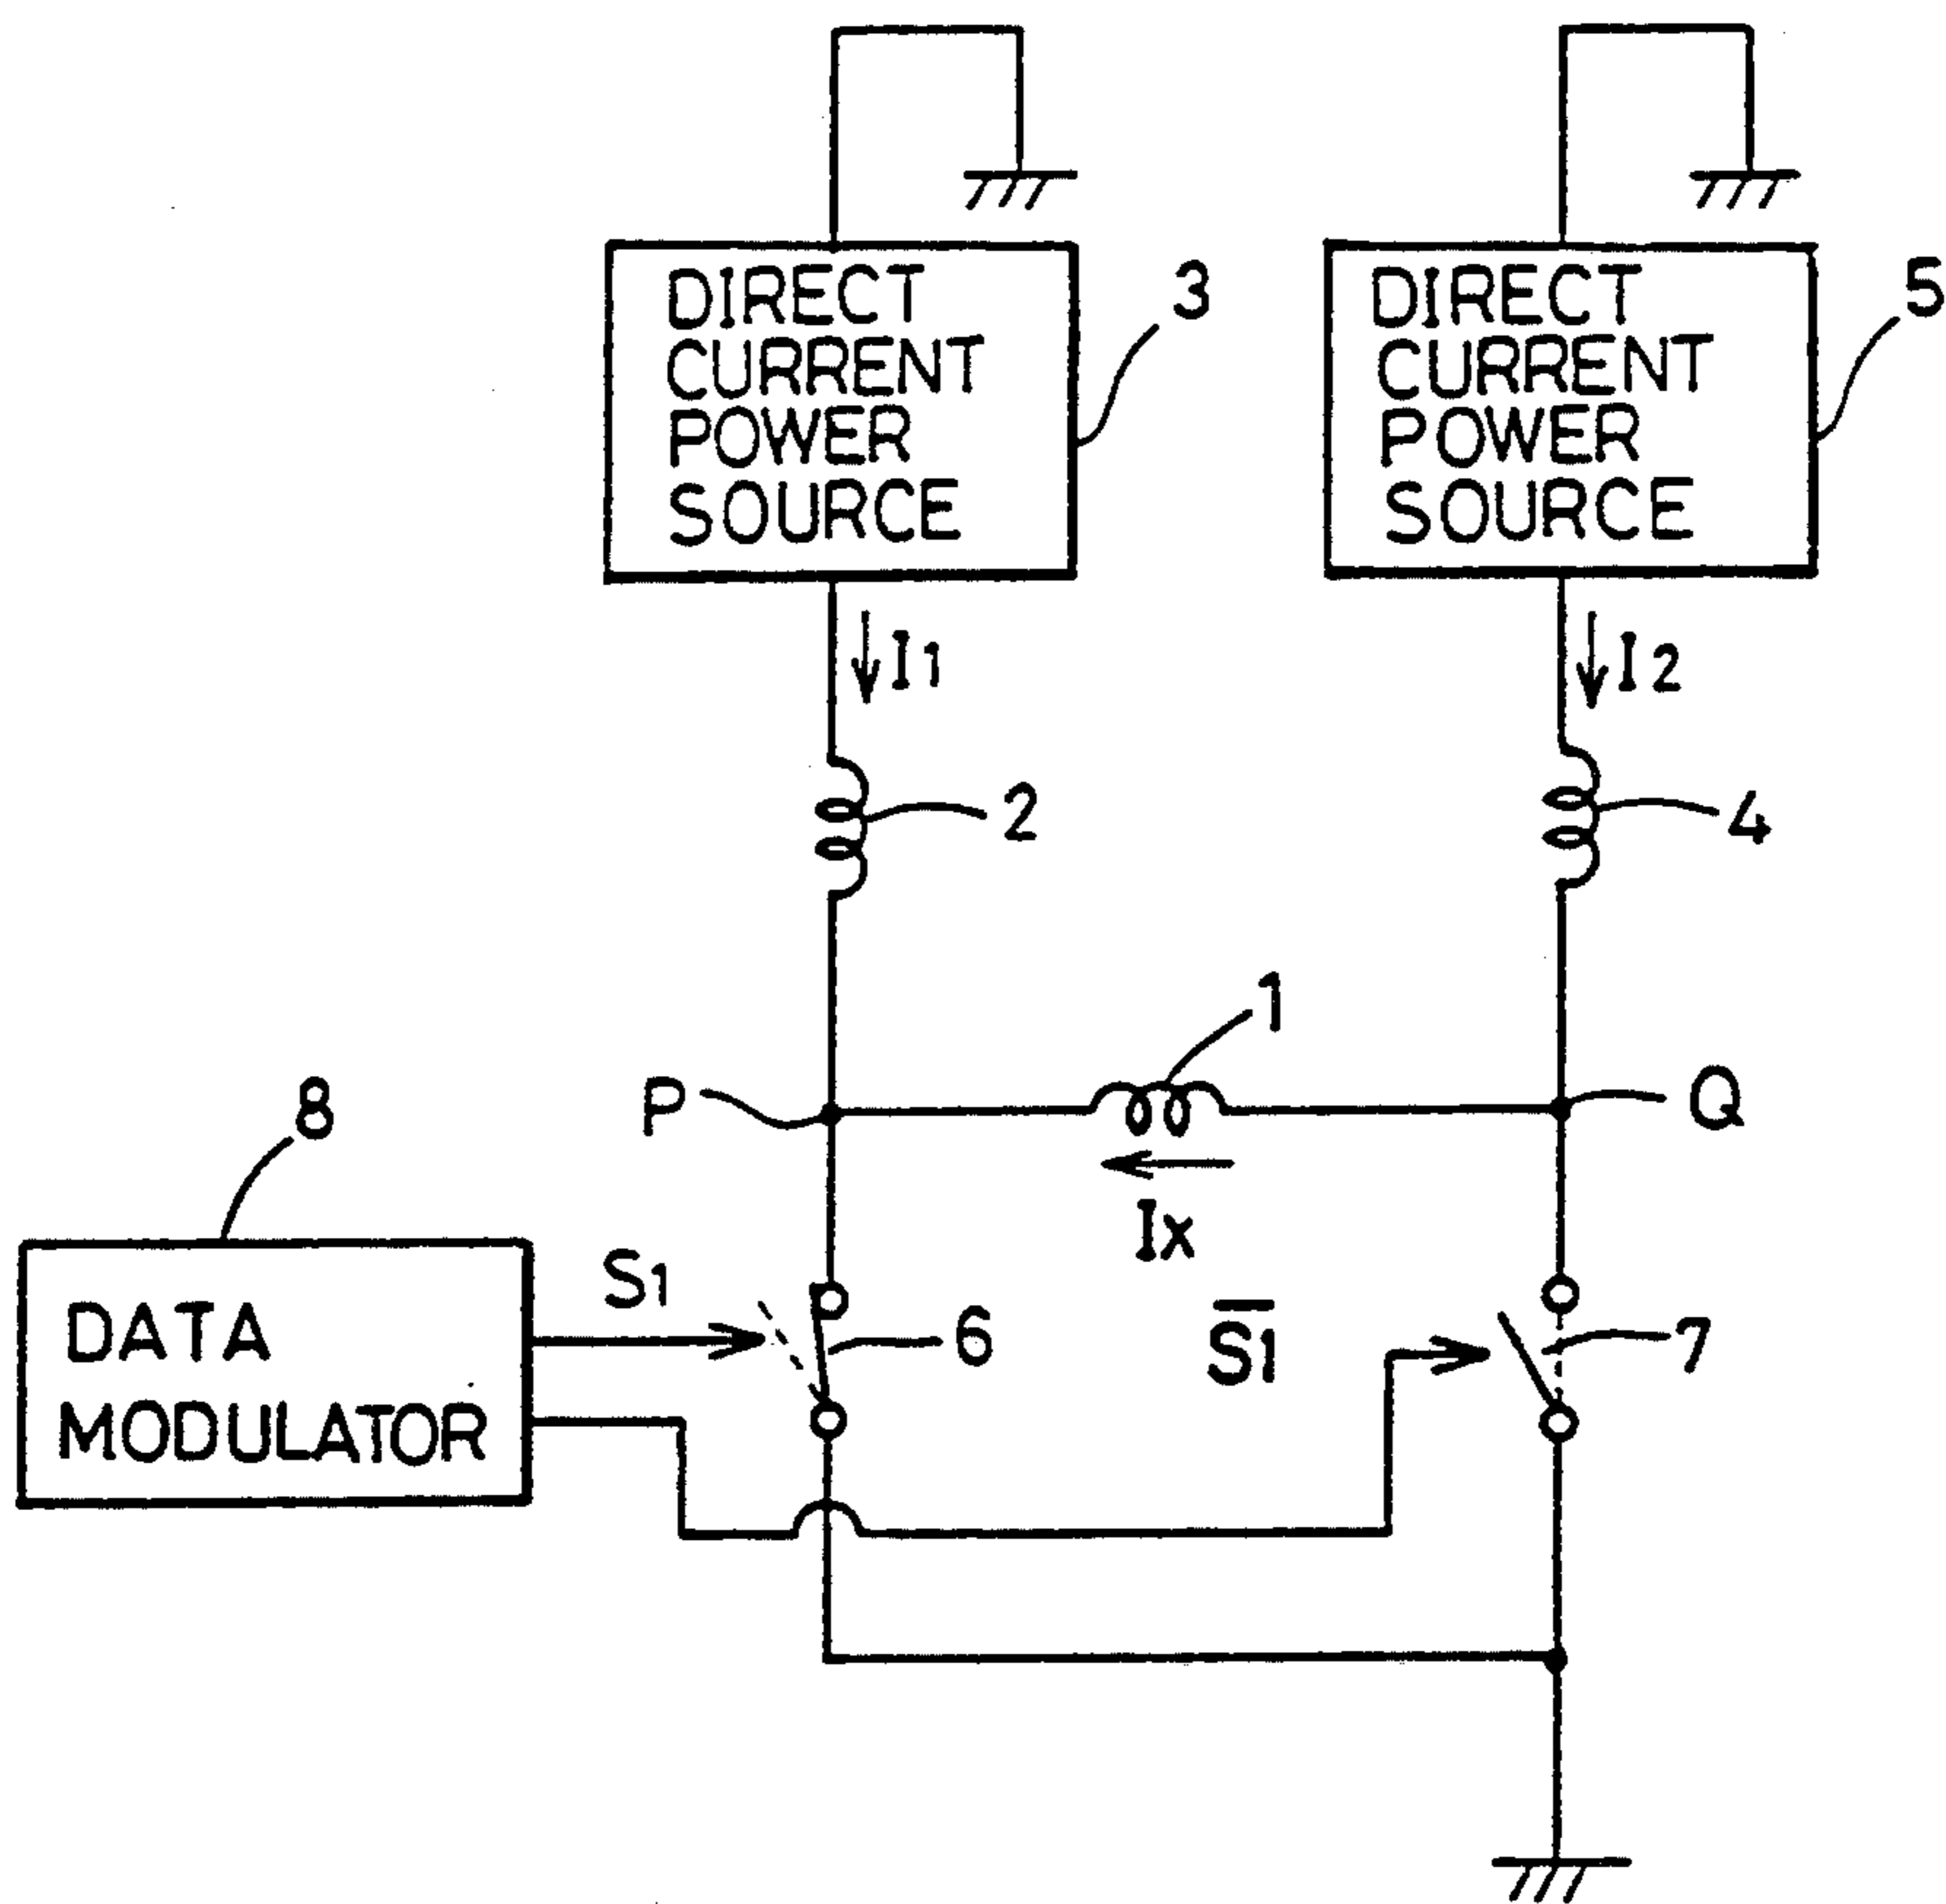 DIRECT
CURRENT
POWER
SOURCE
3
DIRECT
CURRENT
POWER
SOURCE
5
I1
I2
2
4
1
P
Q
8
Ix
S1
6
S̅1̅
7
DATA
MODULATOR